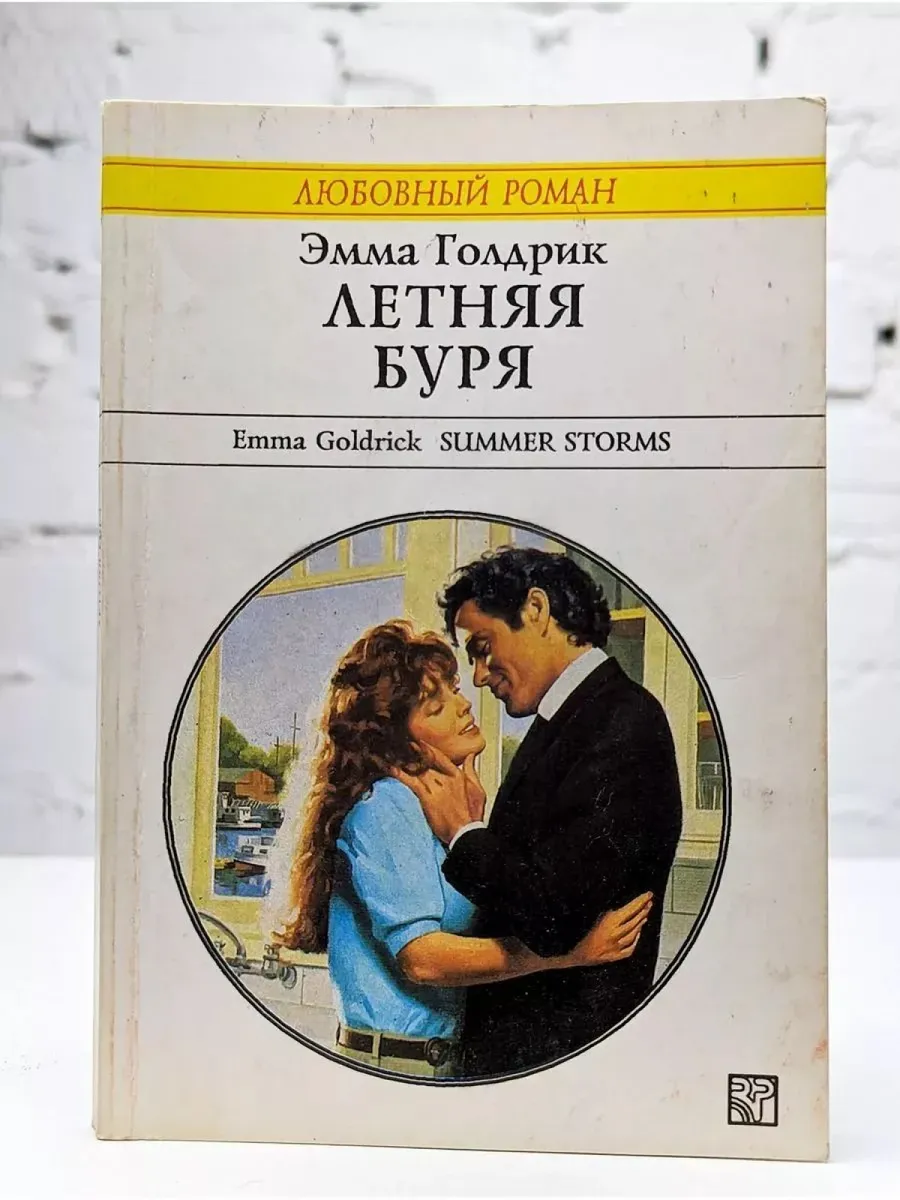 ЛЮБОВНЫЙ РОМАН
Эмма Голдрик
ЛЕТНЯЯ
БУРЯ
Emma Goldrick SUMMER STORMS